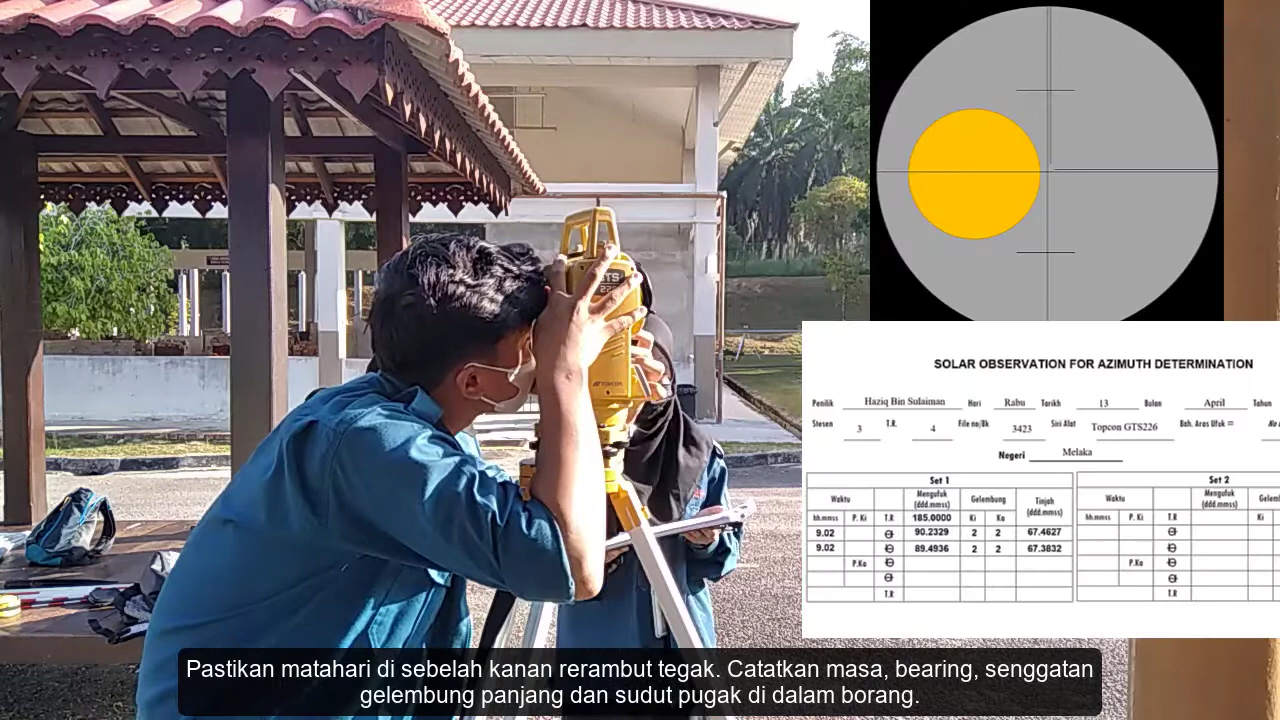 SOLAR OBSERVATION FOR AZIMUTH DETERMINATION
Penilik Haziq Bin Sulaiman Hari Rabu Tarikh 13 Bulan April Tahun
Stesen 3 T.R. 4 File no/Bk 3423 Siri Alat Topcon GTS226 Bah. Aras Ufuk = No
Negeri Melaka
Set 1 Set 2
Waktu Mengufuk (ddd.mmss) Gelembung Tinjah (ddd.mmss) Waktu Mengufuk (ddd.mmss)
hh.mmss P. Ki T.R 185.0000 Ki Ka hh.mmss P. Ki T.R Ki
9.02 90.2329 2 2 67.4627
9.02 89.4936 2 2 67.3832
P.Ka P.Ka
T.R T.R
TOPCON
Pastikan matahari di sebelah kanan rerambut tegak. Catatkan masa, bearing, senggatan
gelembung panjang dan sudut pugak di dalam borang.